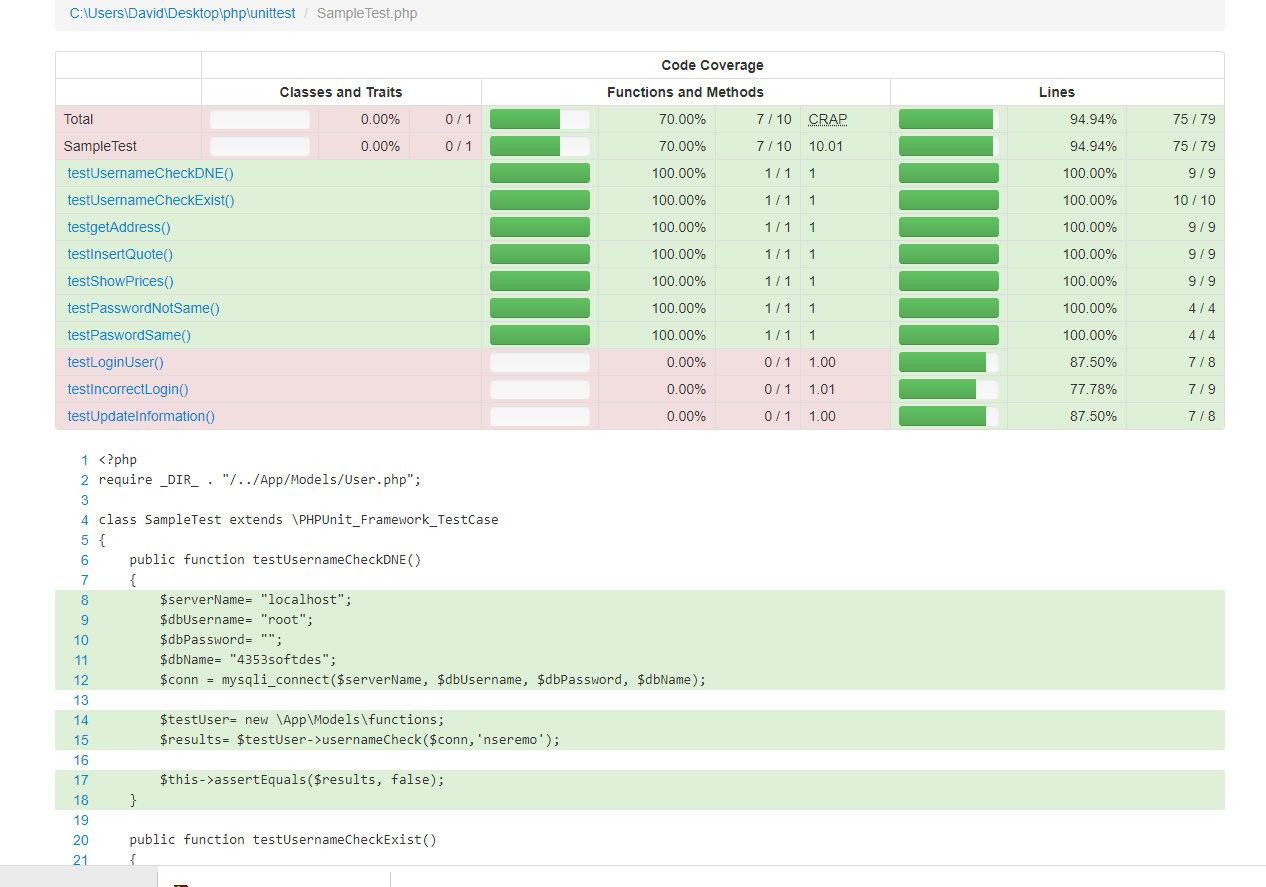 C:\Users\David\Desktop\php\unittest / SampleTest.php
Code Coverage
Classes and Traits Functions and Methods Lines
Total 0.00% 0 / 1 70.00% 7 / 10 CRAP 94.94% 75 / 79
SampleTest 0.00% 0 / 1 70.00% 7 / 10 10.01 94.94% 75 / 79
testUsernameCheckDNE() 100.00% 1 / 1 1 100.00% 9 / 9
testUsernameCheckExist() 100.00% 1 / 1 1 100.00% 10 / 10
testgetAddress() 100.00% 1 / 1 1 100.00% 9 / 9
testInsertQuote() 100.00% 1 / 1 1 100.00% 9 / 9
testShowPrices() 100.00% 1 / 1 1 100.00% 9 / 9
testPasswordNotSame() 100.00% 1 / 1 1 100.00% 4 / 4
testPaswordSame() 100.00% 1 / 1 1 100.00% 4 / 4
testLoginUser() 0.00% 0 / 1 1.00 87.50% 7 / 8
testIncorrectLogin() 0.00% 0 / 1 1.01 77.78% 7 / 9
testUpdateInformation() 0.00% 0 / 1 1.00 87.50% 7 / 8
1 <?php
2 require _DIR_ . "/../App/Models/User.php";
3
4 class SampleTest extends \PHPUnit_Framework_TestCase
5 {
6     public function testUsernameCheckDNE()
7     {
8         $serverName= "localhost";
9         $dbUsername= "root";
10         $dbPassword= "";
11         $dbName= "4353softdes";
12         $conn = mysqli_connect($serverName, $dbUsername, $dbPassword, $dbName);
13
14         $testUser= new \App\Models\functions;
15         $results= $testUser->usernameCheck($conn,'nseremo');
16
17         $this->assertEquals($results, false);
18     }
19
20     public function testUsernameCheckExist()
21     {